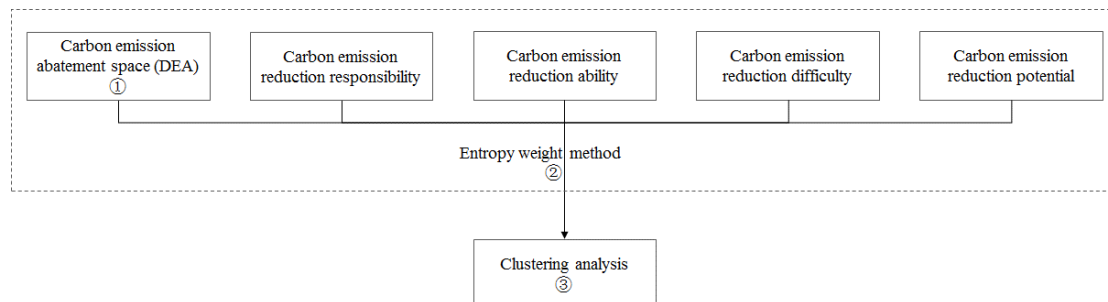 Carbon emission
abatement space (DEA)
①
Carbon emission
reduction responsibility
Carbon emission
reduction ability
Carbon emission
reduction difficulty
Carbon emission
reduction potential
Entropy weight method
②
Clustering analysis
③